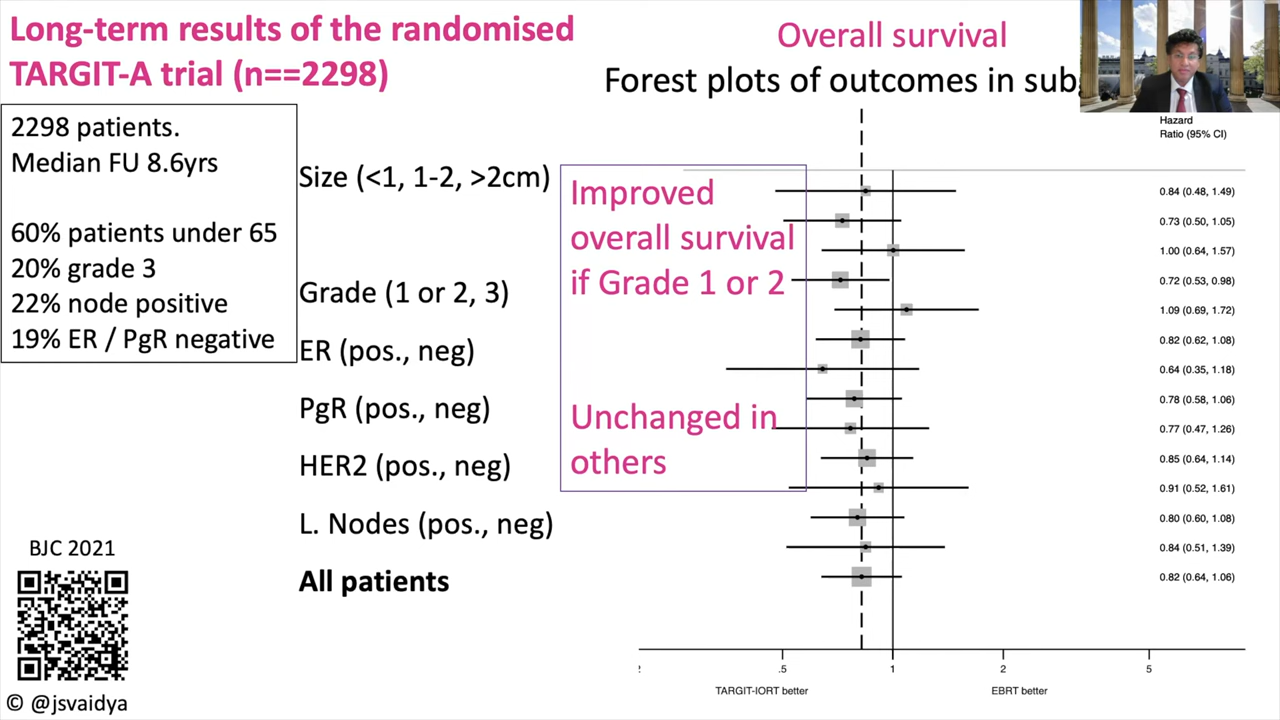 Long-term results of the randomised
TARGIT-A trial (n==2298)
2298 patients.
Median FU 8.6yrs
60% patients under 65
20% grade 3
22% node positive
19% ER / PgR negative
BJC 2021
© @jsvaidya
Overall survival
Forest plots of outcomes in
Size (<1, 1-2, >2cm)
Grade (1 or 2, 3)
ER (pos., neg)
PgR (pos., neg)
HER2 (pos., neg)
L. Nodes (pos., neg)
All patients
Improved
overall survival
if Grade 1 or 2
Unchanged in
others
Hazard
Ratio (95% CI)
0.84 (0.48, 1.49)
0.73 (0.50, 1.05)
1.00 (0.64, 1.57)
0.72 (0.53, 0.98)
1.09 (0.69, 1.72)
0.82 (0.62, 1.08)
0.64 (0.35, 1.18)
0.78 (0.58, 1.06)
0.77 (0.47, 1.26)
0.85 (0.64, 1.14)
0.91 (0.52, 1.61)
0.80 (0.60, 1.08)
0.84 (0.51, 1.39)
0.82 (0.64, 1.06)
.5 1 2 5
TARGIT-IORT better EBRT better